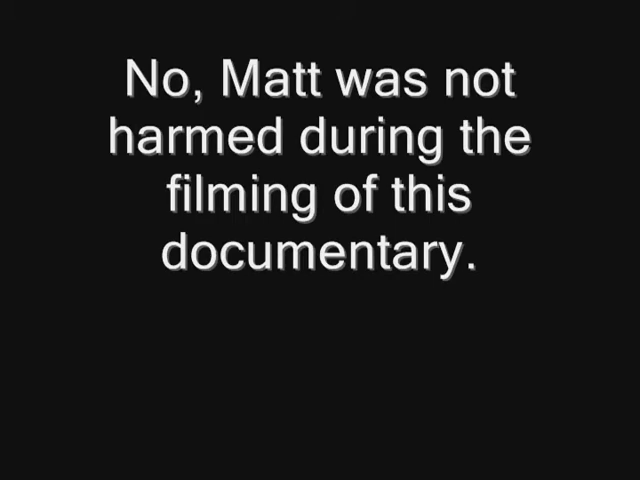 No, Matt was not
harmed during the
filming of this
documentary.